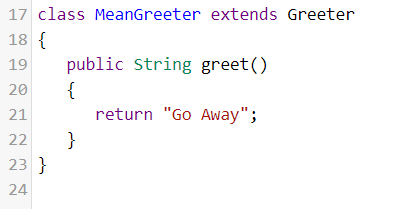 17 class MeanGreeter extends Greeter
18 {
19    public String greet()
20    {
21       return "Go Away";
22    }
23 }
24